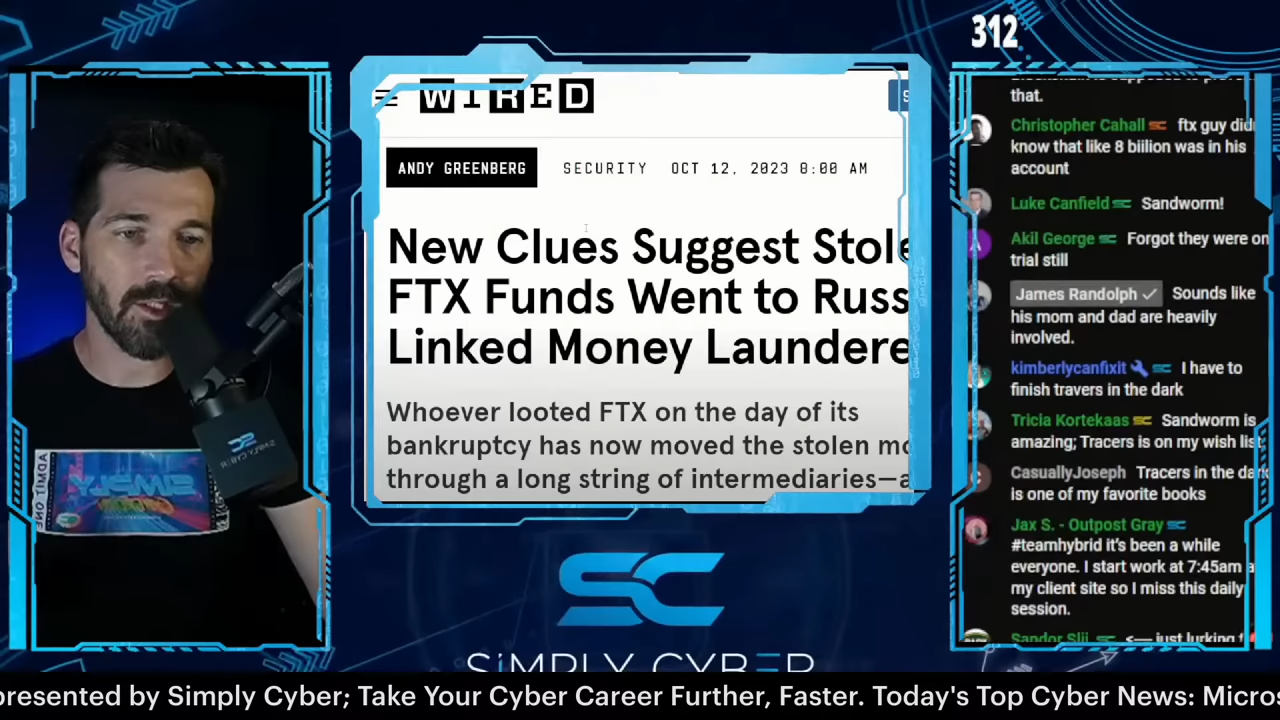 312
WIRED
S
ANDY GREENBERG SECURITY OCT 12, 2023 8:00 AM
New Clues Suggest Stole
FTX Funds Went to Russ
Linked Money Laundere
Whoever looted FTX on the day of its
bankruptcy has now moved the stolen mo
through a long string of intermediaries—a
that.
Christopher Cahall ftx guy did
know that like 8 biilion was in his
account
Luke Canfield Sandworm!
Akil George Forgot they were on
trial still
James Randolph Sounds like
his mom and dad are heavily
involved.
kimberlycanfixit I have to
finish travers in the dark
Tricia Kortekaas Sandworm is
amazing; Tracers is on my wish list
CasuallyJoseph Tracers in the dark
is one of my favorite books
Jax S. - Outpost Gray
#teamhybrid it's been a while
everyone. I start work at 7:45am a
my client site so I miss this daily
session.
Sandor Slij <--- just lurking
SC
SIMPLY CYBER
presented by Simply Cyber; Take Your Cyber Career Further, Faster. Today's Top Cyber News: Micros